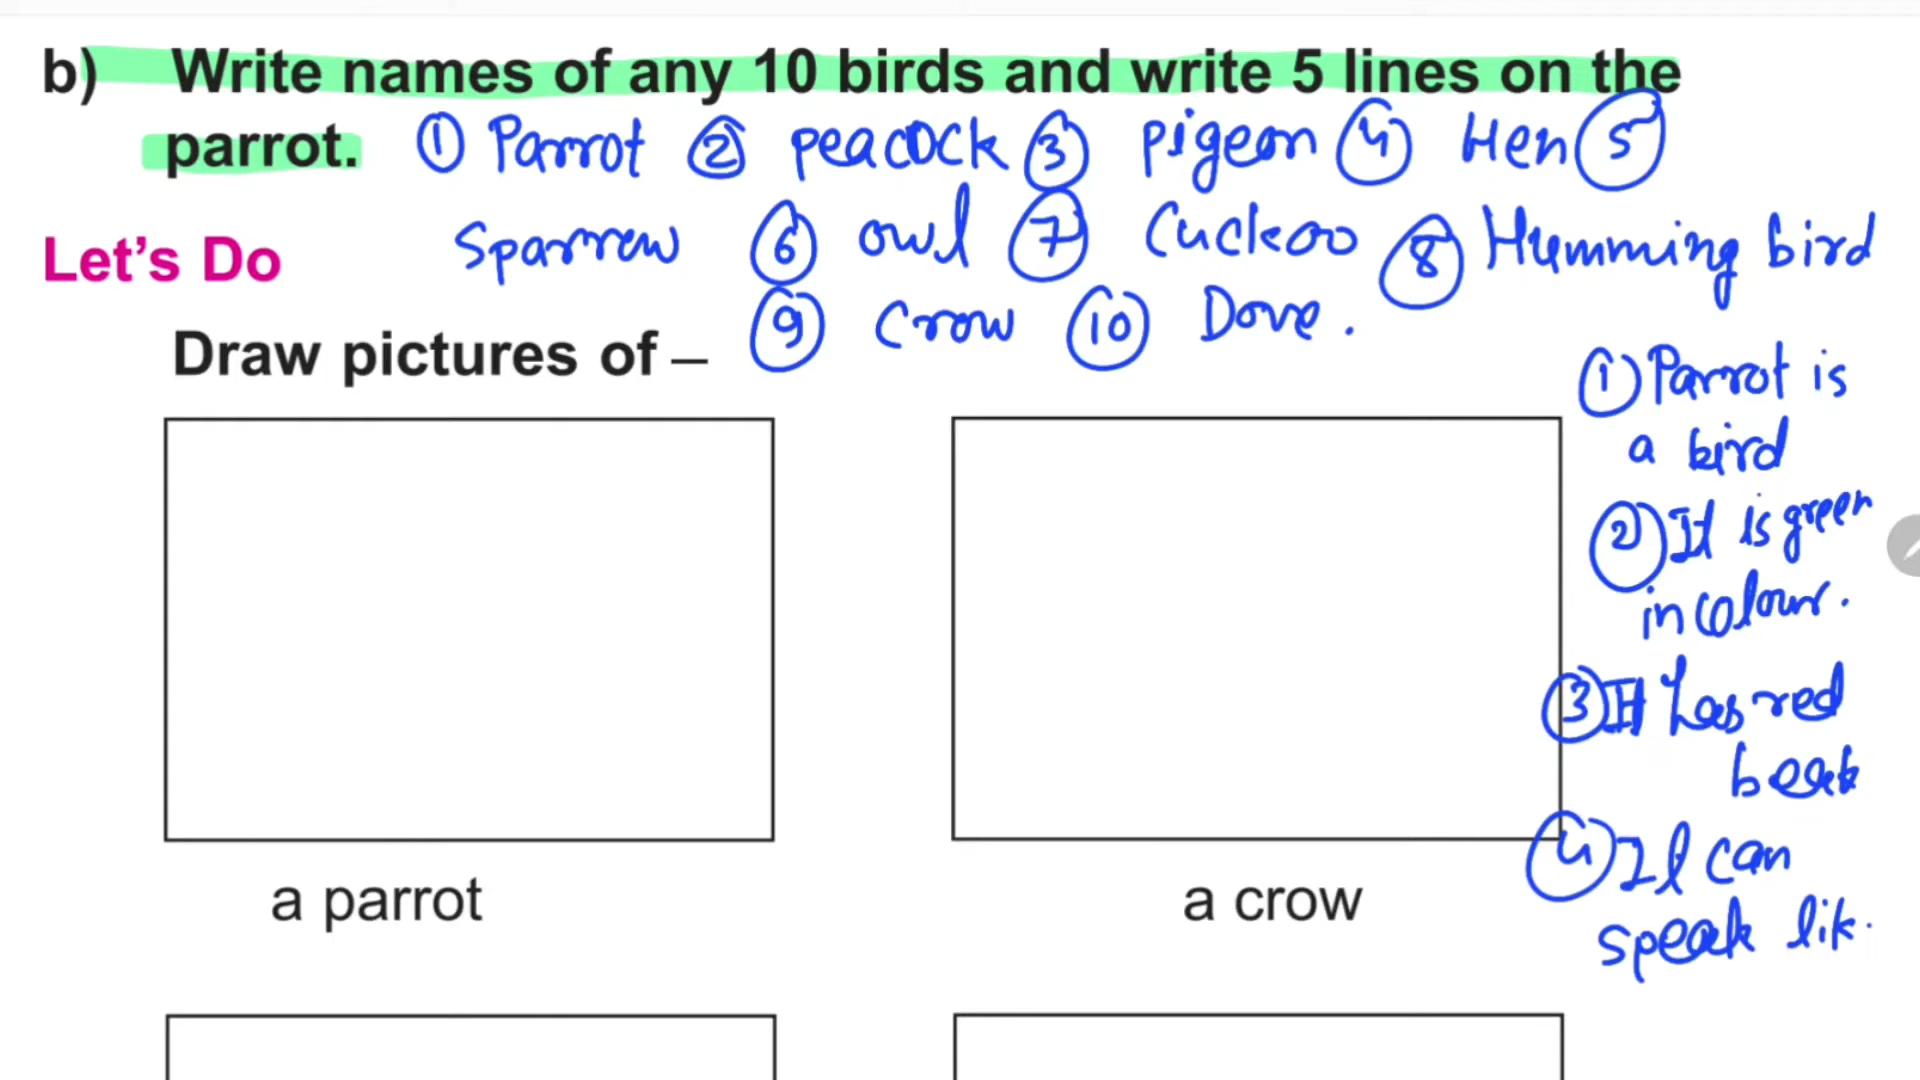 b) Write names of any 10 birds and write 5 lines on the
parrot. ① Parrot ② peacock ③ pigeon ④ Hen ⑤
Let's Do Sparrow ⑥ owl ⑦ Cuckoo ⑧ Humming bird
Draw pictures of – ⑨ Crow ⑩ Dove.
① Parrot is
a bird
② It is green
in colour.
③ It has red
beak
④ It can
speak lik.
a parrot a crow